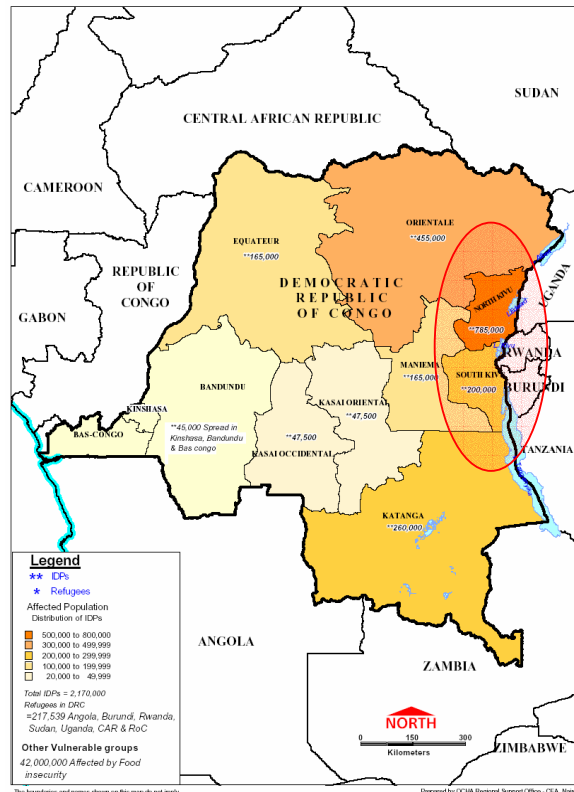 SUDAN
CENTRAL AFRICAN REPUBLIC
CAMEROON
ORIENTALE
**455,000
EQUATEUR
**165,000
REPUBLIC
OF
CONGO
DEMOCRATIC
REPUBLIC
OF CONGO
UGANDA
NORTH KIVU
**785,000
GABON
RWANDA
MANIEMA
**165,000
SOUTH KIV
**200,000
BURUNDI
BANDUNDU
KASAI ORIENTAL
**47,500
KINSHASA
**45,000 Spread in
Kinshasa, Bandundu
& Bas congo
BAS-CONGO
**47,500
KASAI OCCIDENTAL
TANZANIA
KATANGA
**260,000
Legend
** IDPs
* Refugees
Affected Population
Distribution of IDPs
500,000 to 800,000
300,000 to 499,999
200,000 to 299,999
100,000 to 199,999
20,000 to 49,999
Total IDPs = 2,170,000
Refugees in DRC
=217,539 Angola, Burundi, Rwanda,
Sudan, Uganda, CAR & RoC
Other Vulnerable groups
42,000,000 Affected by Food
insecurity
ANGOLA
ZAMBIA
NORTH
150 75 0 150 300
Kilometers
ZIMBABWE